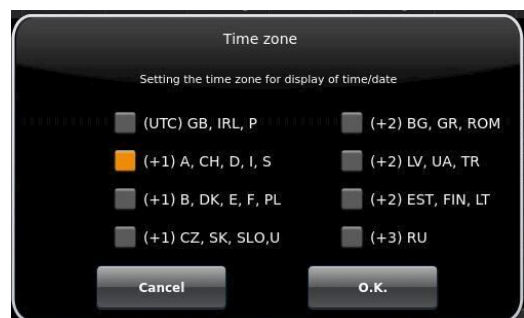 Time zone
Setting the time zone for display of time/date
(UTC) GB, IRL, P
(+2) BG, GR, ROM
(+1) A, CH, D, I, S
(+2) LV, UA, TR
(+1) B, DK, E, F, PL
(+2) EST, FIN, LT
(+1) CZ, SK, SLO,U
(+3) RU
Cancel
O.K.